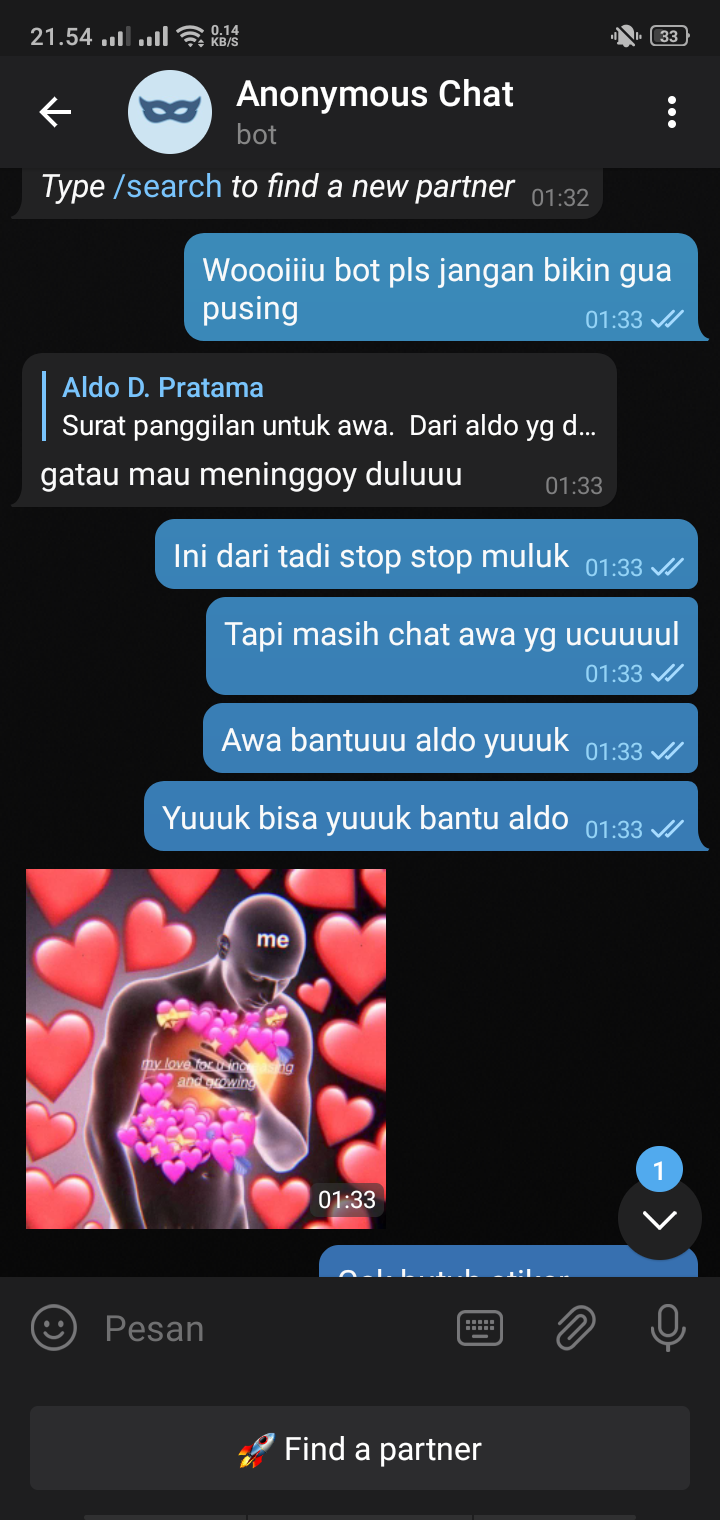 21.54
0.14
KB/S
33
Anonymous Chat
bot
Type /search to find a new partner 01:32
Woooiiiu bot pls jangan bikin gua
pusing
01:33
Aldo D. Pratama
Surat panggilan untuk awa. Dari aldo yg d...
gatau mau meninggoy duluuu
01:33
Ini dari tadi stop stop muluk 01:33
Tapi masih chat awa yg ucuuuul
01:33
Awa bantuuu aldo yuuuk 01:33
Yuuuk bisa yuuuk bantu aldo 01:33
me
my love for u increasing
and growing
01:33
1
Pesan
🚀 Find a partner